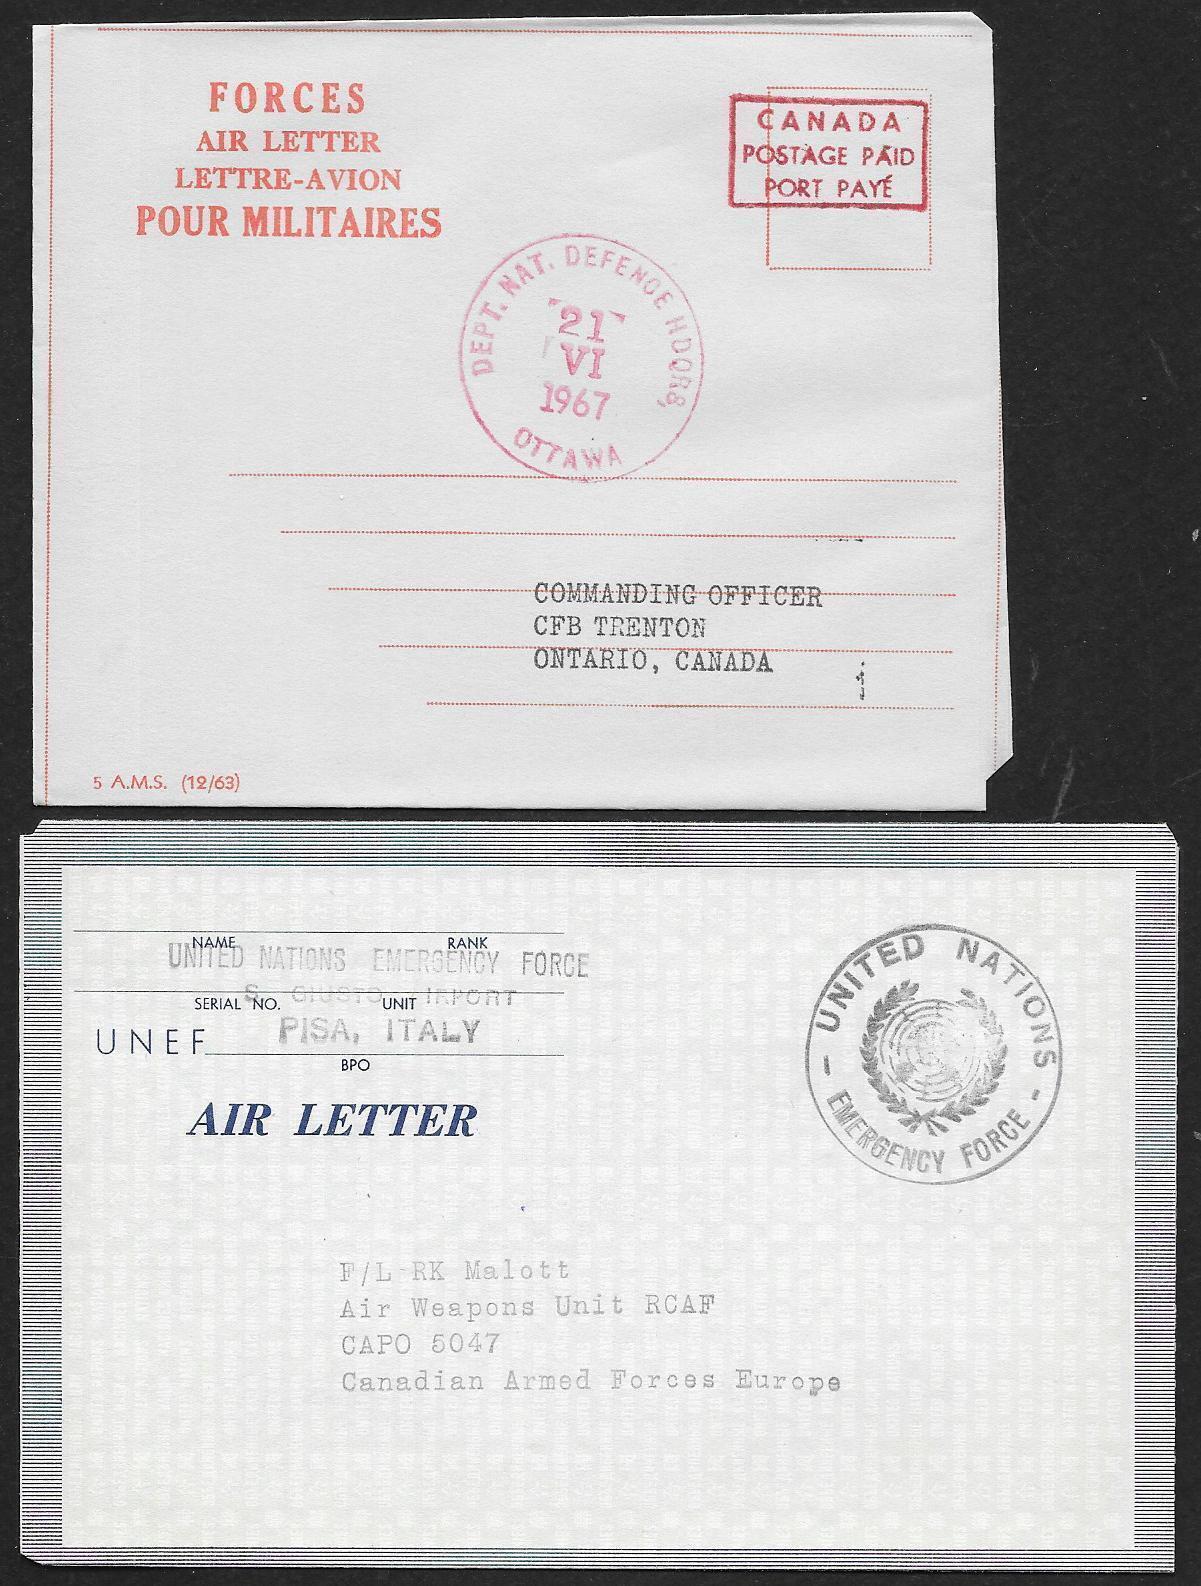 FORCES
AIR LETTER
LETTRE-AVION
POUR MILITAIRES
CANADA
POSTAGE PAID
PORT PAYÉ
DEPT. NAT. DEFENCE HDQRS,
21
VI
1967
OTTAWA
COMMANDING OFFICER
CFB TRENTON
ONTARIO, CANADA
5 A.M.S. (12/63)
NAME RANK
UNITED NATIONS EMERGENCY FORCE
SERIAL NO. UNIT
S. GIUSTO IRPORT
UNEF
PISA, ITALY
BPO
AIR LETTER
UNITED NATIONS
- EMERGENCY FORCE -
F/L RK Malott
Air Weapons Unit RCAF
CAPO 5047
Canadian Armed Forces Europe